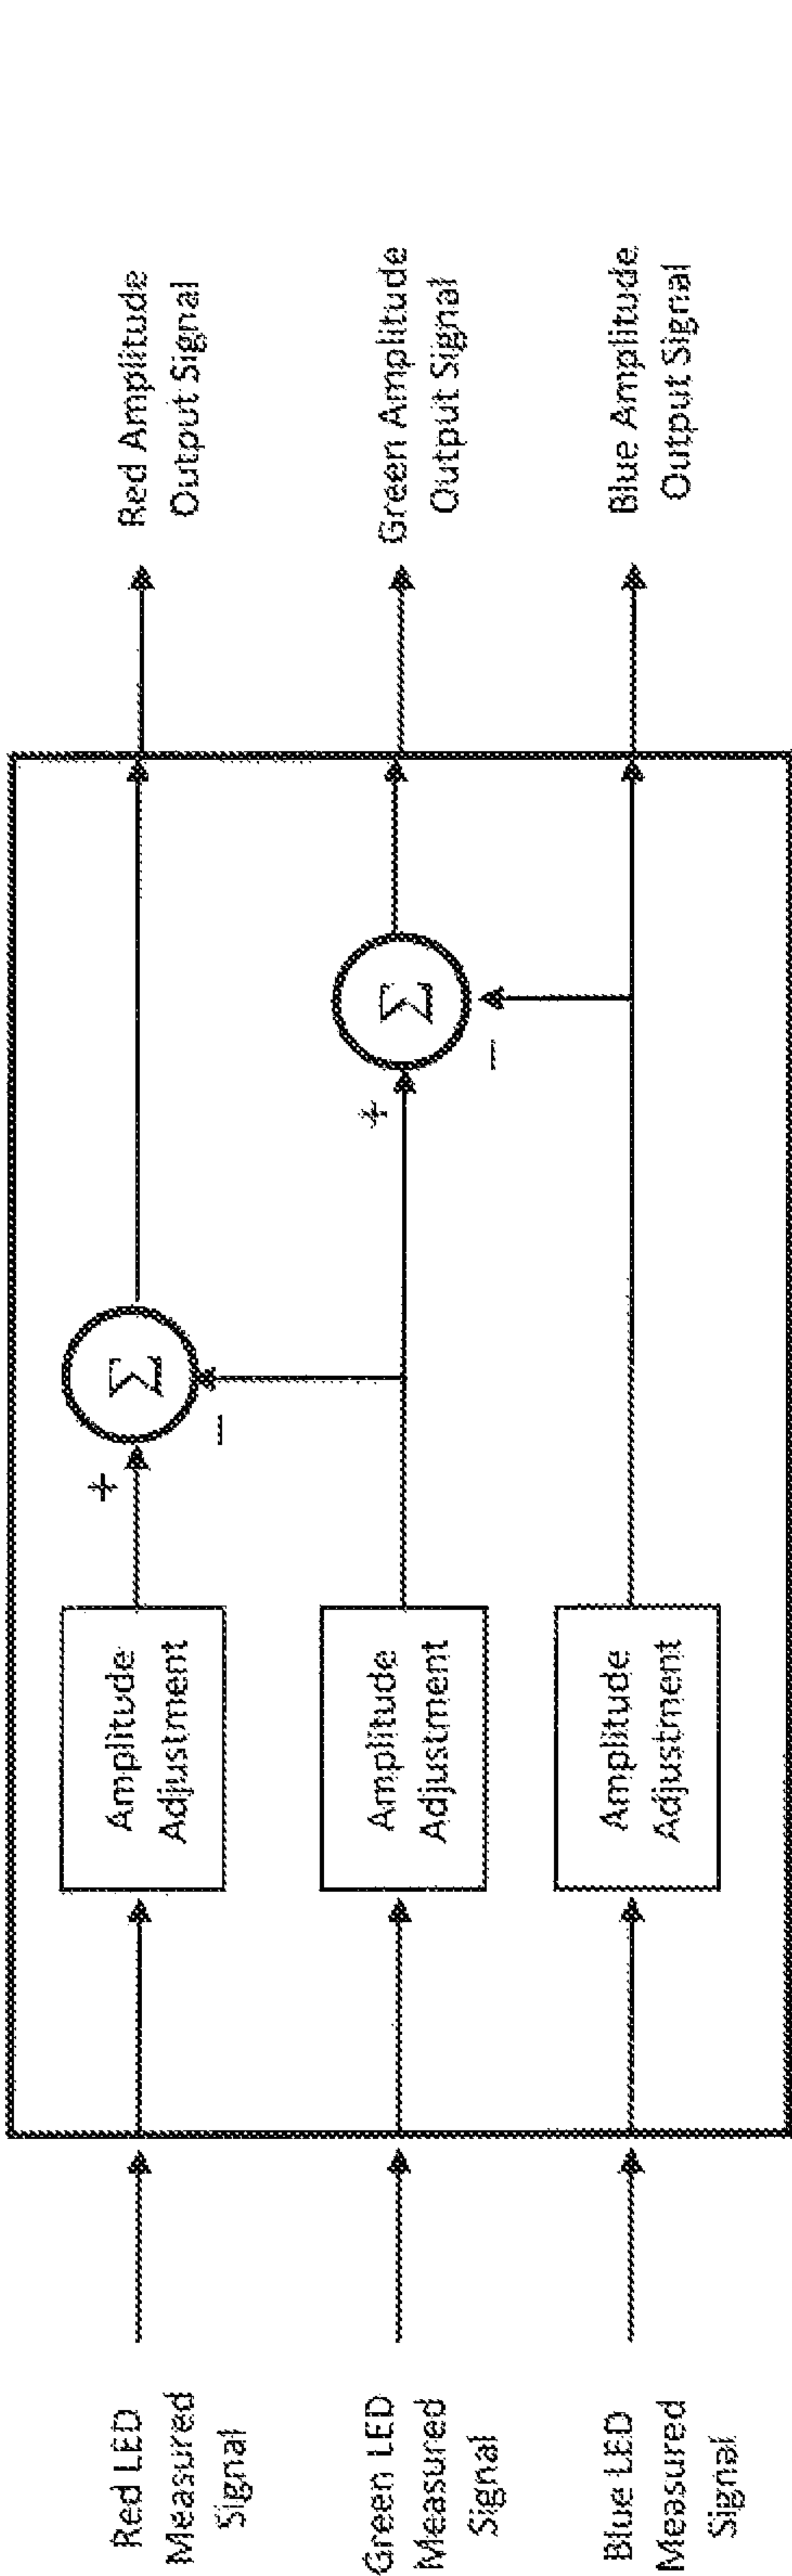 Red LED
Measured
Signal
Green LED
Measured
Signal
Blue LED
Measured
Signal
Amplitude
Adjustment
Amplitude
Adjustment
Amplitude
Adjustment
+
−
Σ
+
−
Σ
Red Amplitude
Output Signal
Green Amplitude
Output Signal
Blue Amplitude
Output Signal